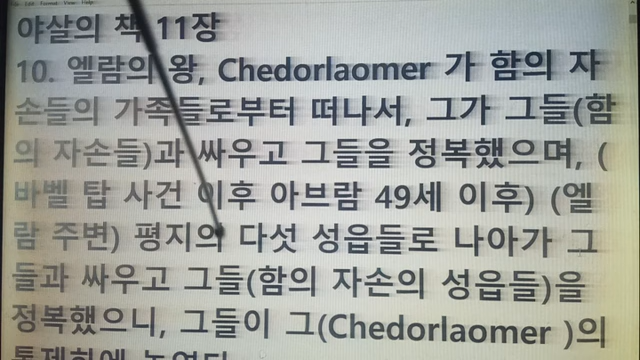 File Edit Format View Help
야살의 책 11장
10. 엘람의 왕, Chedorlaomer 가 함의 자
손들의 가족들로부터 떠나서, 그가 그들(함
의 자손들)과 싸우고 그들을 정복했으며, (
바벨 탑 사건 이후 아브람 49세 이후) (엘
람 주변) 평지의 다섯 성읍들로 나아가 그
들과 싸우고 그들(함의 자손의 성읍들)을
정복했으니, 그들이 그(Chedorlaomer )의